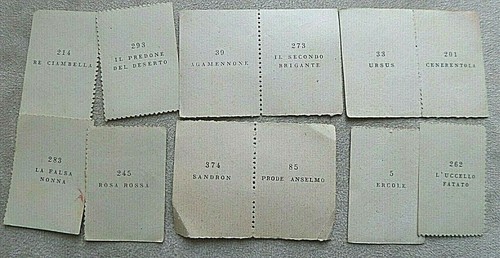 214
RE CIAMBELLA
293
IL PREDONE
DEL DESERTO
39
AGAMENNONE
273
IL SECONDO
BRIGANTE
33
URSUS
291
CENERENTOLA
283
LA FALSA
NONNA
245
ROSA ROSSA
374
SANDRON
85
PRODE ANSELMO
5
ERCOLE
262
L'UCCELLO
FATATO